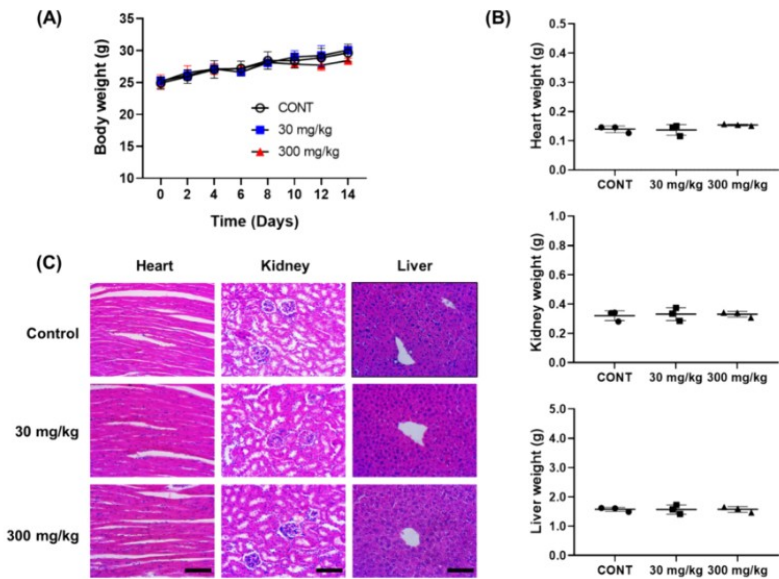 (A)
Body weight (g)
35
30
25
20
15
10
CONT
30 mg/kg
300 mg/kg
0 2 4 6 8 10 12 14
Time (Days)
(B)
Heart weight (g)
0.5
0.4
0.3
0.2
0.1
0.0
CONT 30 mg/kg 300 mg/kg
Kidney weight (g)
1.0
0.8
0.6
0.4
0.2
0.0
CONT 30 mg/kg 300 mg/kg
Liver weight (g)
5.0
4.0
3.0
2.0
1.0
0.0
CONT 30 mg/kg 300 mg/kg
(C)
Heart Kidney Liver
Control
30 mg/kg
300 mg/kg